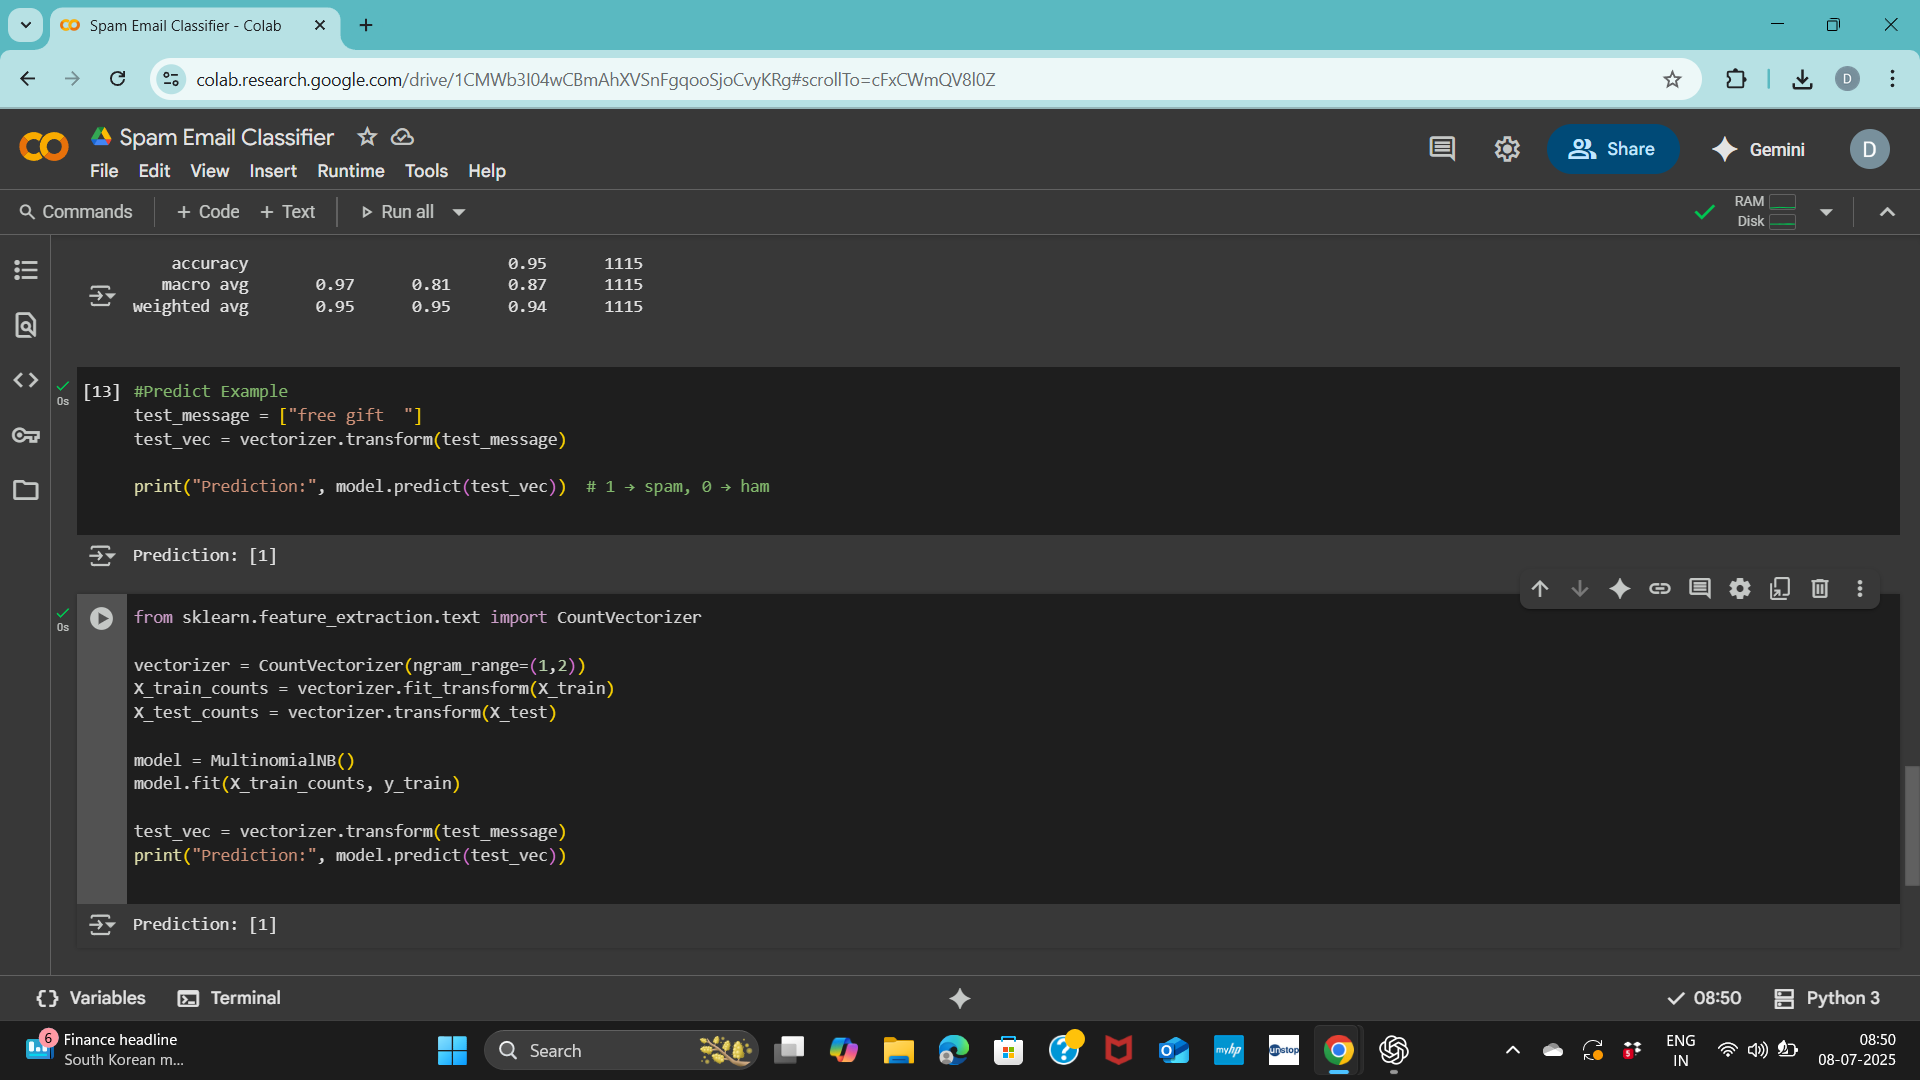 Spam Email Classifier - Colab
colab.research.google.com/drive/1CMWb3I04wCBmAhXVSnFgqooSjoCvyKRg#scrollTo=cFxCWmQV8l0Z
D
CO
Spam Email Classifier
File Edit View Insert Runtime Tools Help
Share
Gemini
D
Commands + Code + Text Run all
RAM
Disk
accuracy 0.95 1115
macro avg 0.97 0.81 0.87 1115
weighted avg 0.95 0.95 0.94 1115
0s
[13] #Predict Example
test_message = ["free gift  "]
test_vec = vectorizer.transform(test_message)
print("Prediction:", model.predict(test_vec))  # 1 → spam, 0 → ham
Prediction: [1]
0s
from sklearn.feature_extraction.text import CountVectorizer
vectorizer = CountVectorizer(ngram_range=(1,2))
X_train_counts = vectorizer.fit_transform(X_train)
X_test_counts = vectorizer.transform(X_test)
model = MultinomialNB()
model.fit(X_train_counts, y_train)
test_vec = vectorizer.transform(test_message)
print("Prediction:", model.predict(test_vec))
Prediction: [1]
{} Variables Terminal
08:50 Python 3
6
Finance headline
South Korean m...
Search
myhp
unstop
5
ENG
IN
08:50
08-07-2025